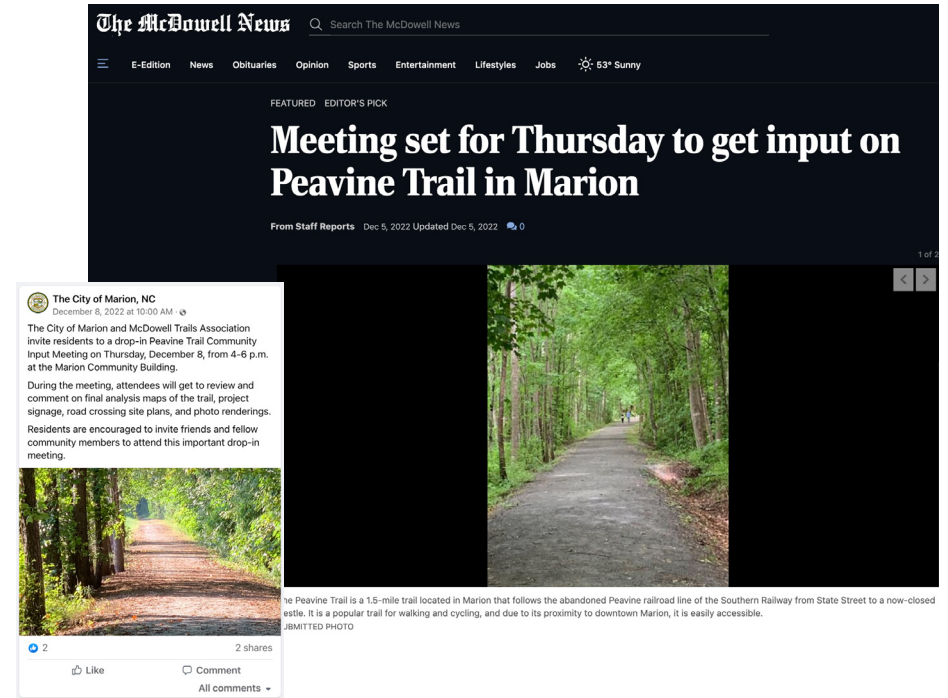 The McDowell News
Search The McDowell News
E-Edition News Obituaries Opinion Sports Entertainment Lifestyles Jobs 53° Sunny
FEATURED EDITOR'S PICK
Meeting set for Thursday to get input on
Peavine Trail in Marion
From Staff Reports Dec 5, 2022 Updated Dec 5, 2022 0
1 of 2
The City of Marion, NC
December 8, 2022 at 10:00 AM ·
The City of Marion and McDowell Trails Association
invite residents to a drop-in Peavine Trail Community
Input Meeting on Thursday, December 8, from 4-6 p.m.
at the Marion Community Building.
During the meeting, attendees will get to review and
comment on final analysis maps of the trail, project
signage, road crossing site plans, and photo renderings.
Residents are encouraged to invite friends and fellow
community members to attend this important drop-in
meeting.
2 2 shares
Like Comment
All comments
he Peavine Trail is a 1.5-mile trail located in Marion that follows the abandoned Peavine railroad line of the Southern Railway from State Street to a now-closed
estle. It is a popular trail for walking and cycling, and due to its proximity to downtown Marion, it is easily accessible.
UBMITTED PHOTO